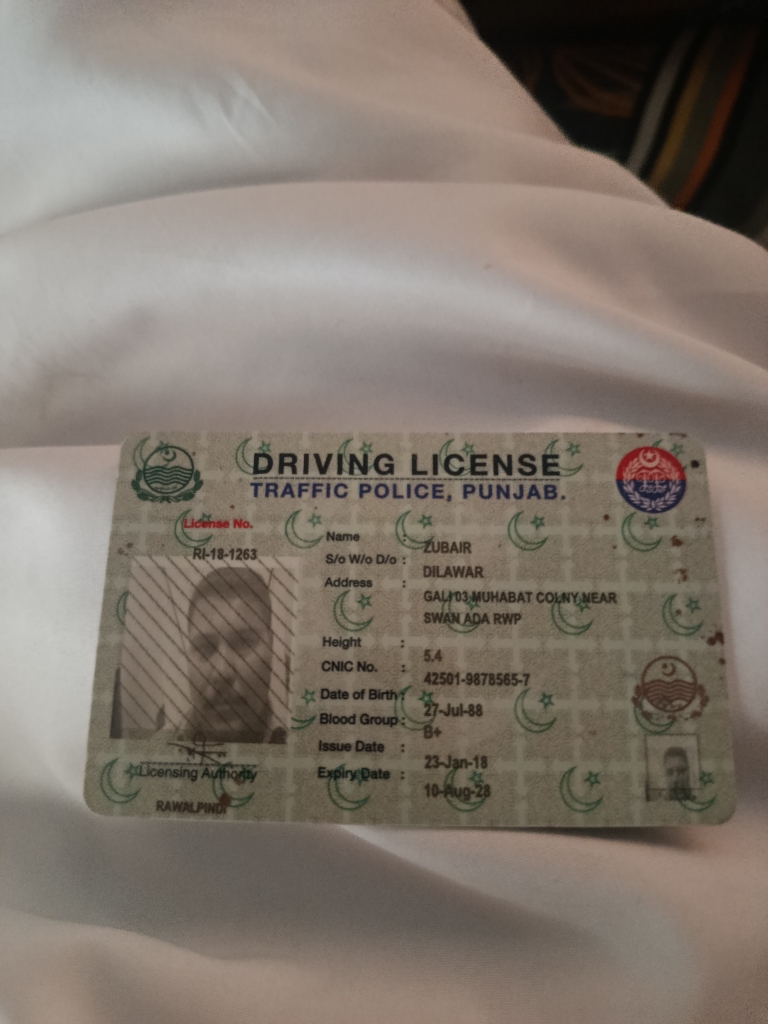 DRIVING LICENSE
TRAFFIC POLICE, PUNJAB.
License No.
RI-18-1263
Name
ZUBAIR
S/o W/o D/o :
DILAWAR
Address :
GALI 03 MUHABAT COLNY NEAR
SWAN ADA RWP
Height :
5.4
CNIC No. :
42501-9878565-7
Date of Birth :
27-Jul-88
Blood Group :
B+
Issue Date :
23-Jan-18
Expiry Date :
10-Aug-28
Licensing Authority
RAWALPINDI